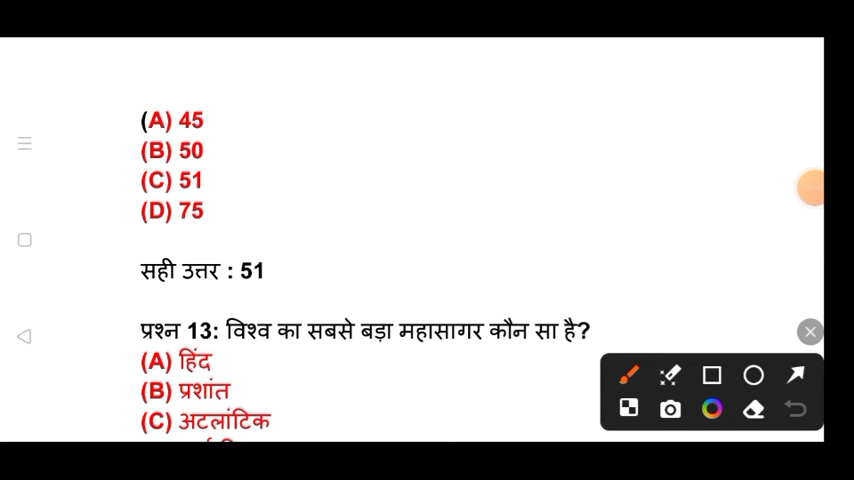 (A) 45
(B) 50
(C) 51
(D) 75
सही उत्तर : 51
प्रश्न 13: विश्व का सबसे बड़ा महासागर कौन सा है?
(A) हिंद
(B) प्रशांत
(C) अटलांटिक